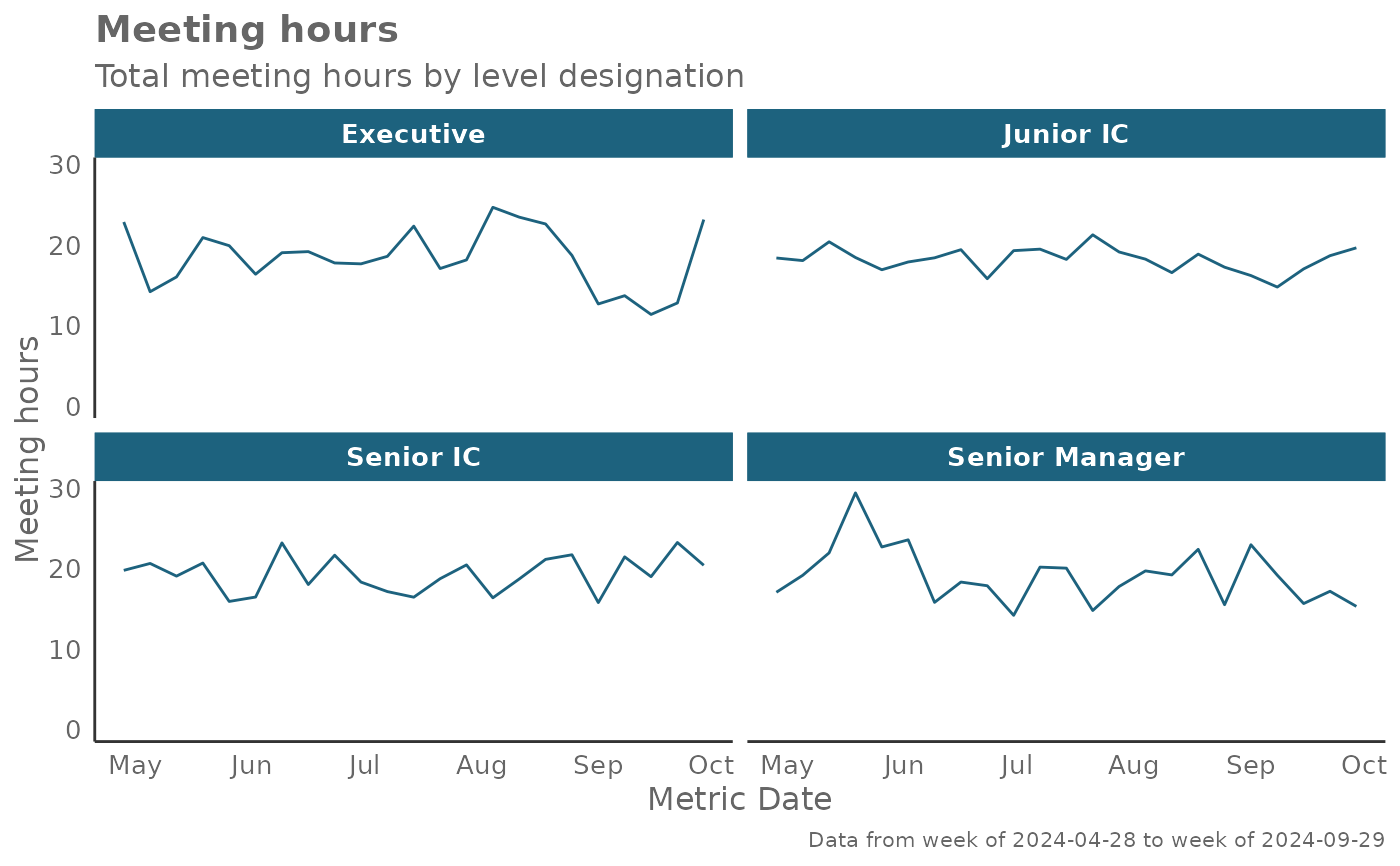 Meeting hours
Total meeting hours by level designation
Executive
Junior IC
30
20
10
0
Senior IC
Senior Manager
30
20
10
0
Meeting hours
May Jun Jul Aug Sep Oct May Jun Jul Aug Sep Oct
Metric Date
Data from week of 2024-04-28 to week of 2024-09-29